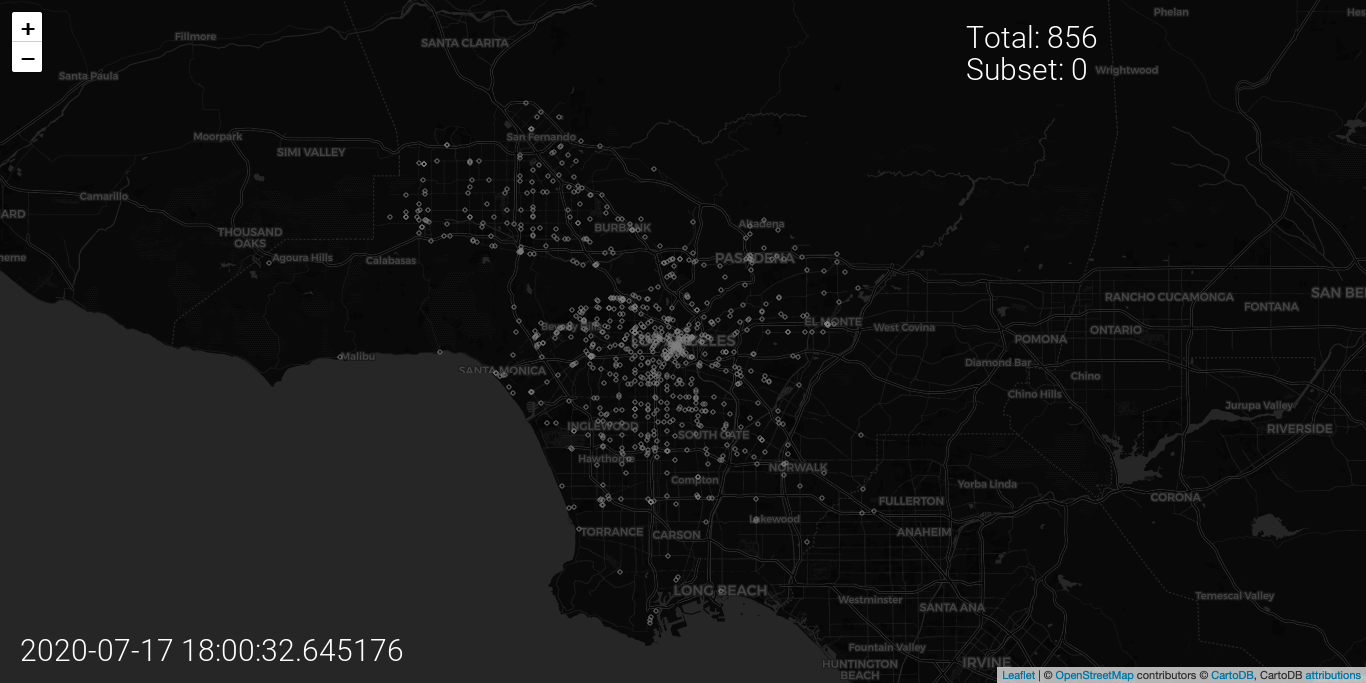 +
−
Total: 856
Subset: 0
Phelan
Fillmore
SANTA CLARITA
Santa Paula
Wrightwood
Moorpark
San Fernando
SIMI VALLEY
Camarillo
ARD
BURBANK
Altadena
THOUSAND
OAKS
Agoura Hills
Calabasas
PASADENA
neme
SAN BE
RANCHO CUCAMONGA
FONTANA
EL MONTE
West Covina
ONTARIO
POMONA
Malibu
SANTA MONICA
Diamond Bar
Chino
Chino Hills
Jurupa Valley
RIVERSIDE
INGLEWOOD
SOUTH GATE
Hawthorne
NORWALK
Compton
Yorba Linda
CORONA
FULLERTON
Lakewood
TORRANCE
CARSON
ANAHEIM
LONG BEACH
Westminster
SANTA ANA
Temescal Valley
Fountain Valley
HUNTINGTON
BEACH
IRVINE
2020-07-17 18:00:32.645176
Leaflet | © OpenStreetMap contributors © CartoDB, CartoDB attributions